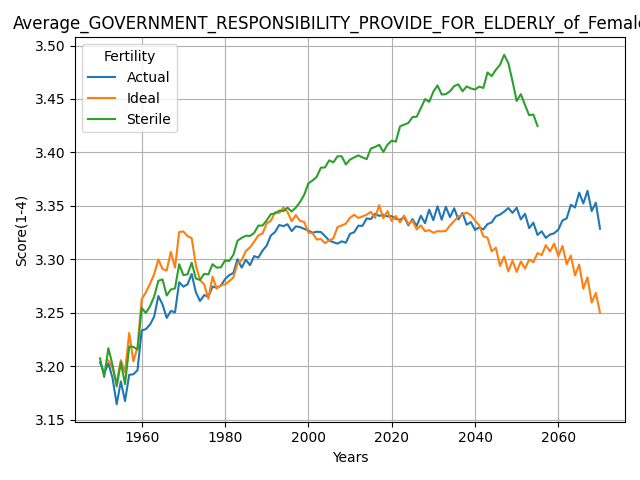 Average_GOVERNMENT_RESPONSIBILITY_PROVIDE_FOR_ELDERLY_of_Female
Fertility
Actual
Ideal
Sterile
3.50
3.45
3.40
3.35
3.30
3.25
3.20
3.15
Score(1-4)
1960
1980
2000
2020
2040
2060
Years